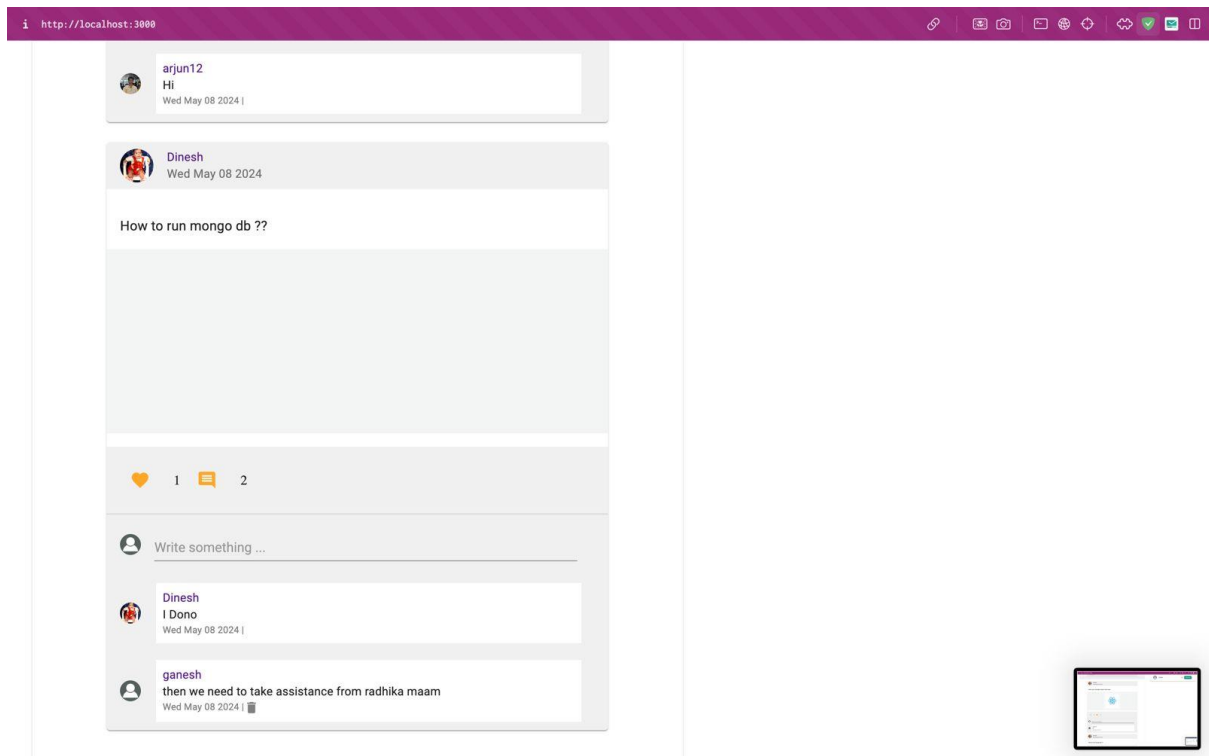 i http://localhost:3000
arjun12
Hi
Wed May 08 2024 |
Dinesh
Wed May 08 2024
How to run mongo db ??
1 2
Write something ...
Dinesh
I Dono
Wed May 08 2024 |
ganesh
then we need to take assistance from radhika maam
Wed May 08 2024 |